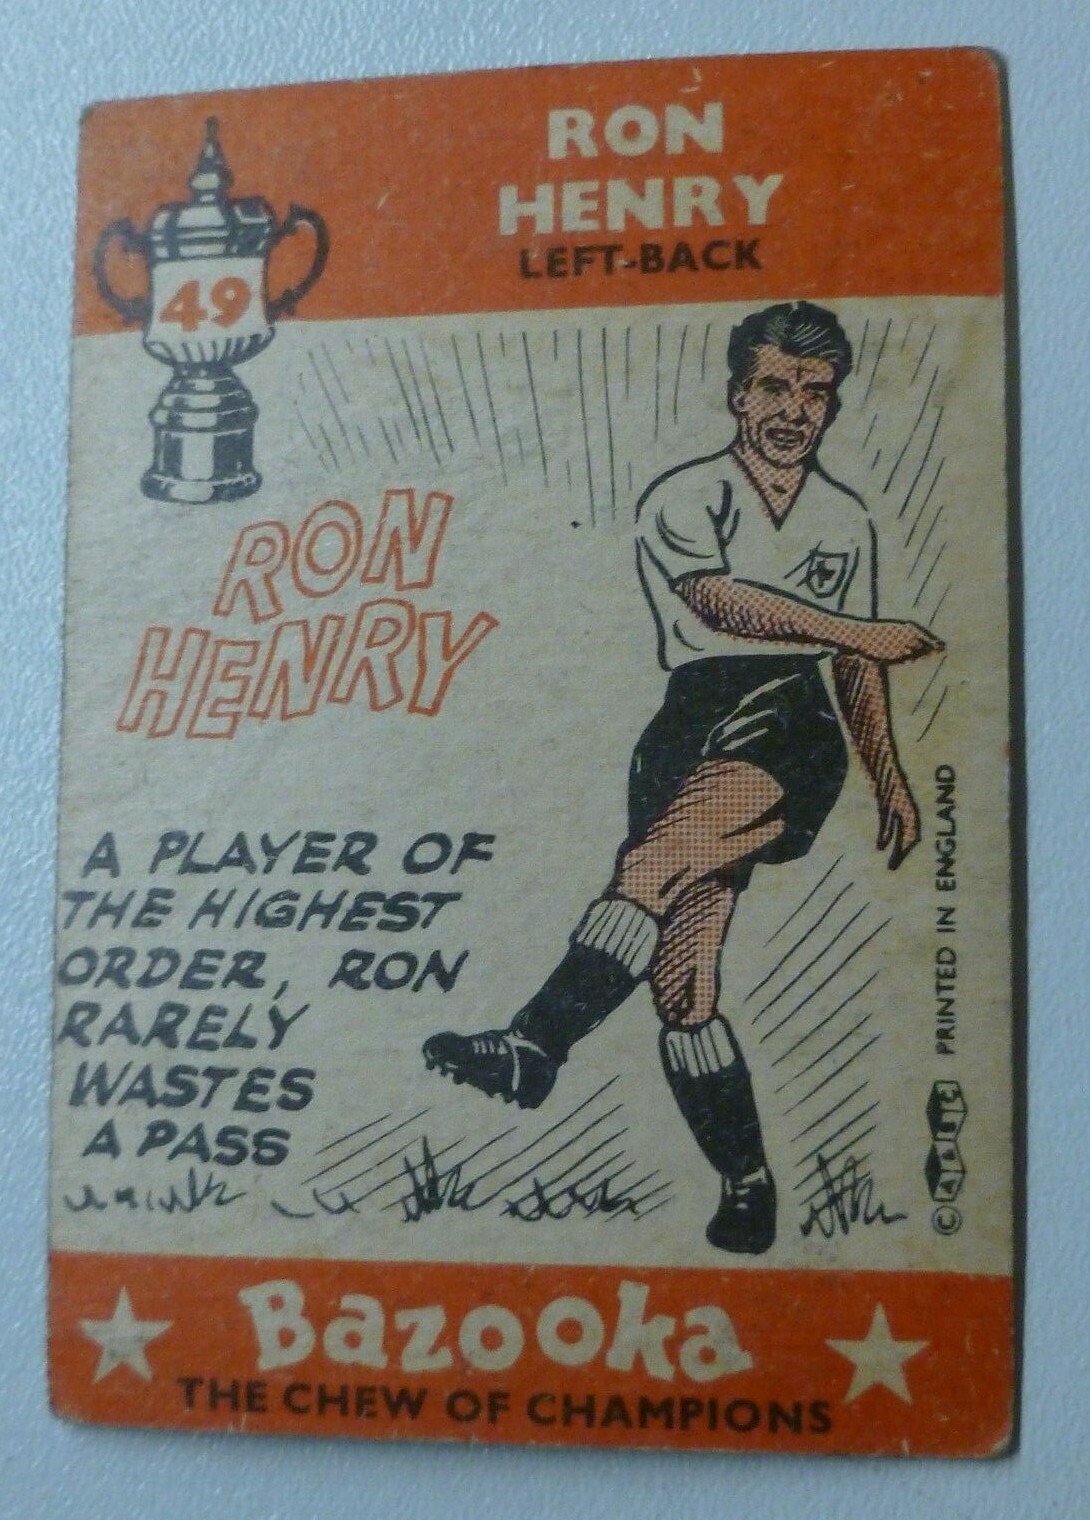 RON
HENRY
LEFT-BACK
49
RON
HENRY
A PLAYER OF
THE HIGHEST
ORDER, RON
RARELY
WASTES
A PASS
© A&BC PRINTED IN ENGLAND
Bazooka
THE CHEW OF CHAMPIONS